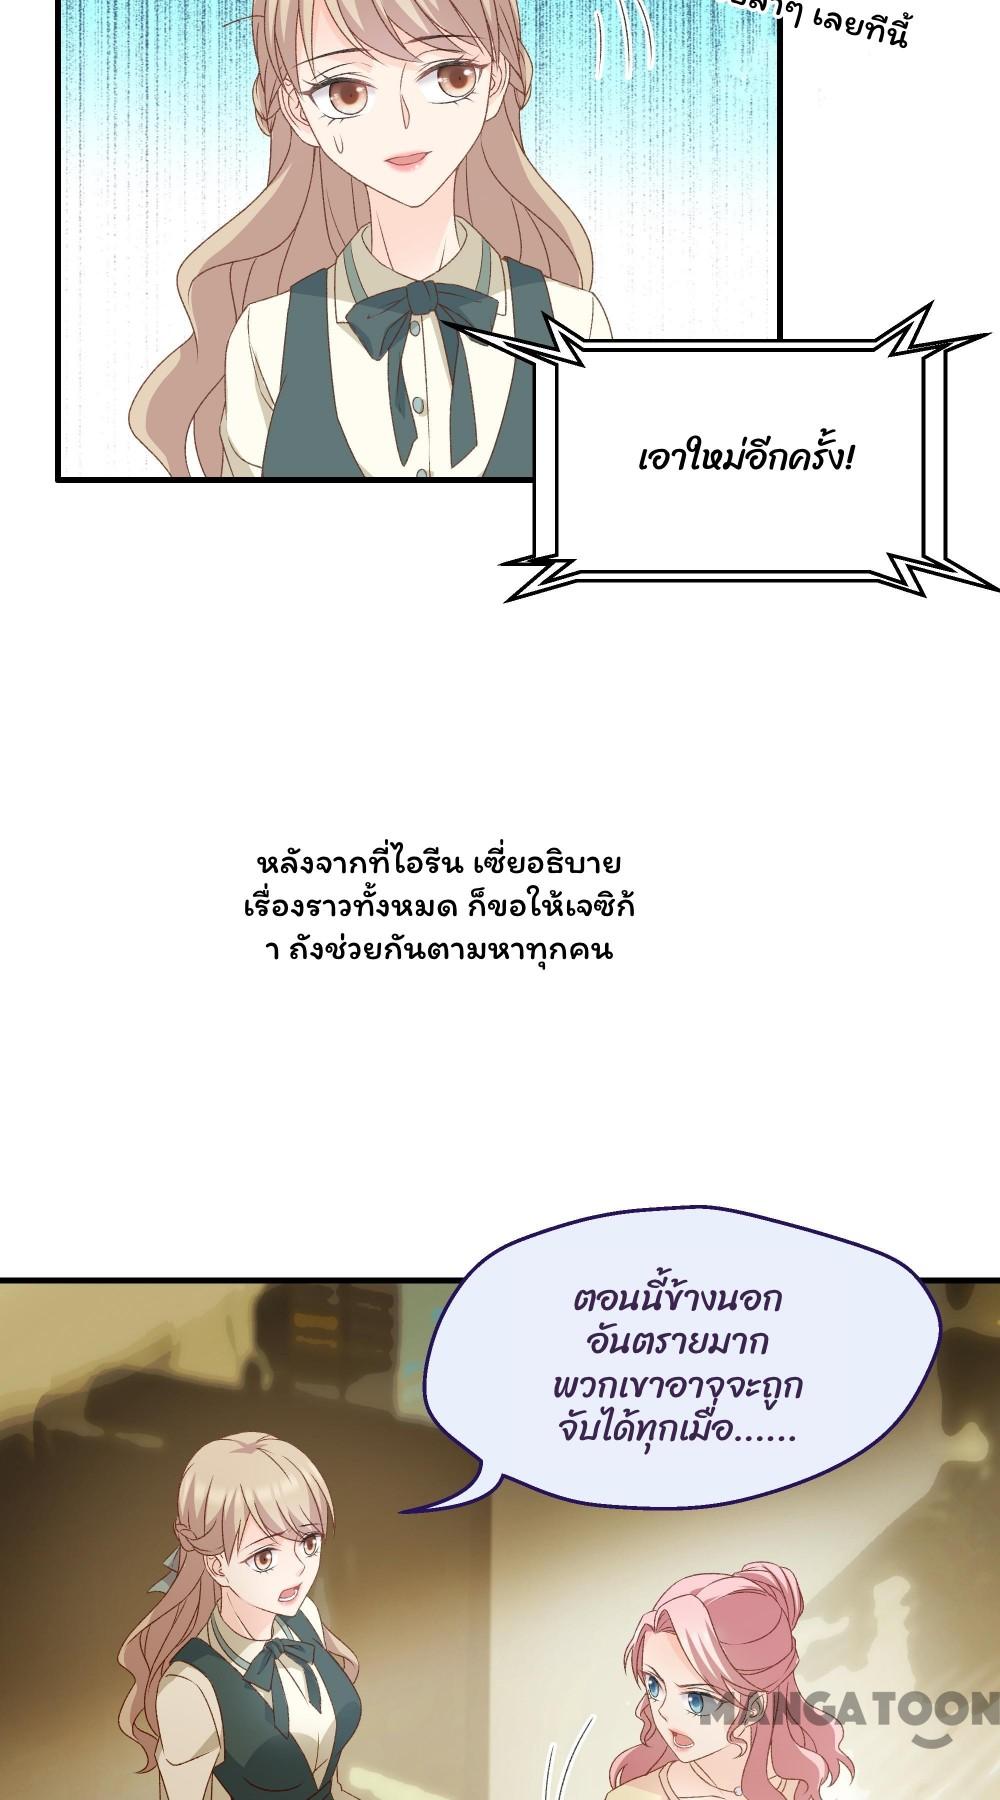 เลยทีนี้
เอาใหม่อีกครั้ง!
หลังจากที่ไอรีน เซี่ยอธิบาย
เรื่องราวทั้งหมด ก็ขอให้เจซิก้
า ถังช่วยกันตามหาทุกคน
ตอนนี้ข้างนอก
อันตรายมาก
พวกเขาอาจจะถูก
จับได้ทุกเมื่อ......
MANGATOON